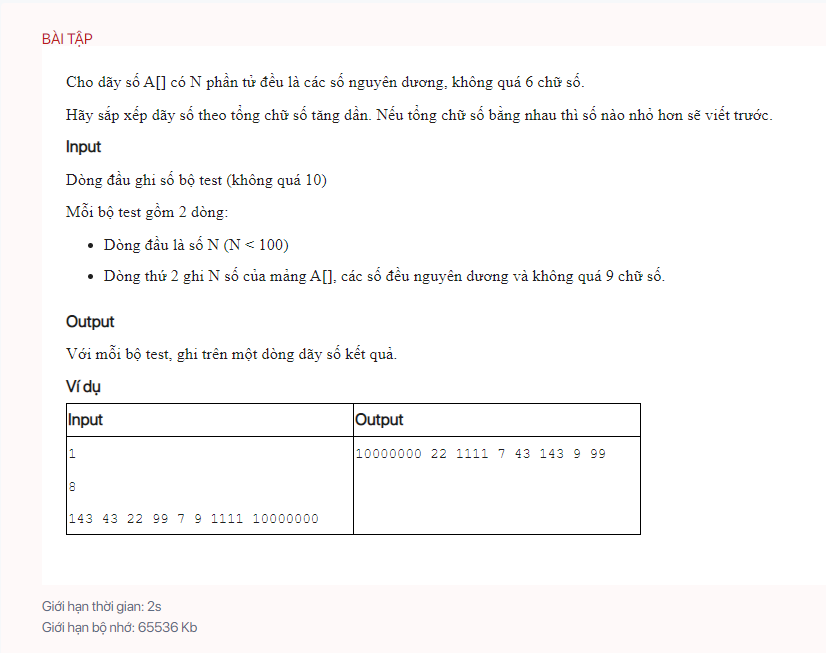 BÀI TẬP
Cho dãy số A[] có N phần tử đều là các số nguyên dương, không quá 6 chữ số.
Hãy sắp xếp dãy số theo tổng chữ số tăng dần. Nếu tổng chữ số bằng nhau thì số nào nhỏ hơn sẽ viết trước.
Input
Dòng đầu ghi số bộ test (không quá 10)
Mỗi bộ test gồm 2 dòng:
• Dòng đầu là số N (N < 100)
• Dòng thứ 2 ghi N số của mảng A[], các số đều nguyên dương và không quá 9 chữ số.
Output
Với mỗi bộ test, ghi trên một dòng dãy số kết quả.
Ví dụ
Input Output
1 10000000 22 1111 7 43 143 9 99
8
143 43 22 99 7 9 1111 10000000
Giới hạn thời gian: 2s
Giới hạn bộ nhớ: 65536 Kb